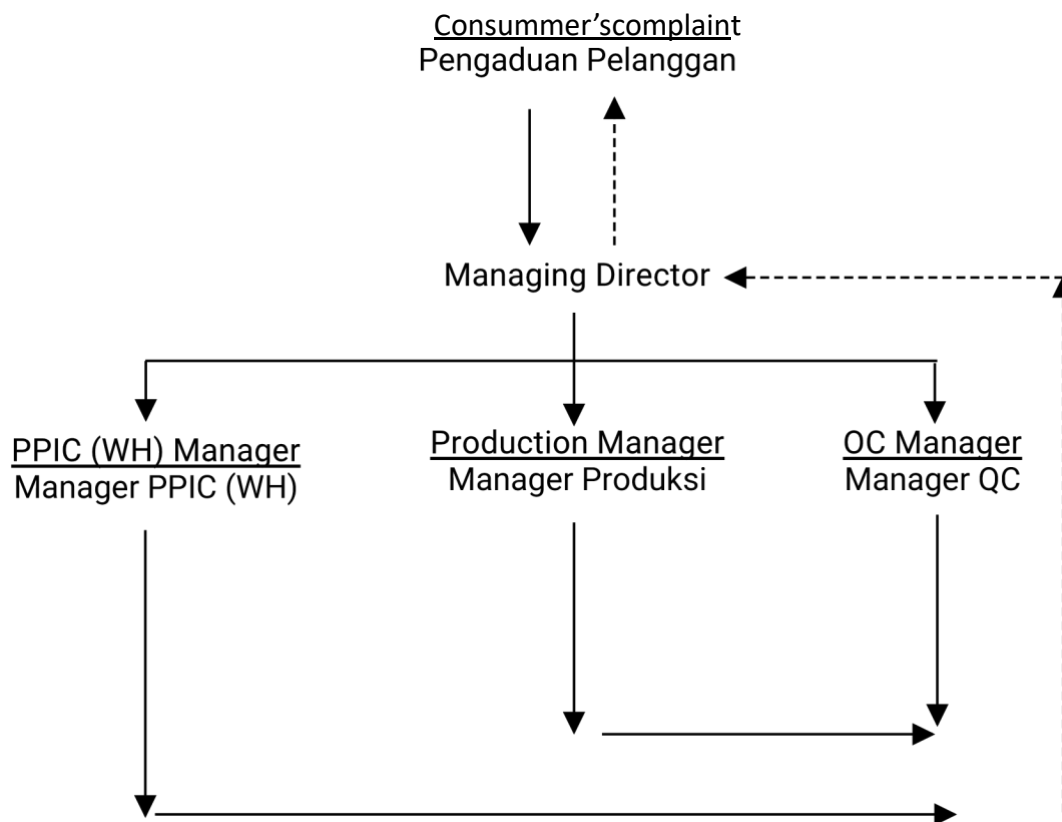 Consummer'scomplaint
Pengaduan Pelanggan
Managing Director
PPIC (WH) Manager
Manager PPIC (WH)
Production Manager
Manager Produksi
OC Manager
Manager QC